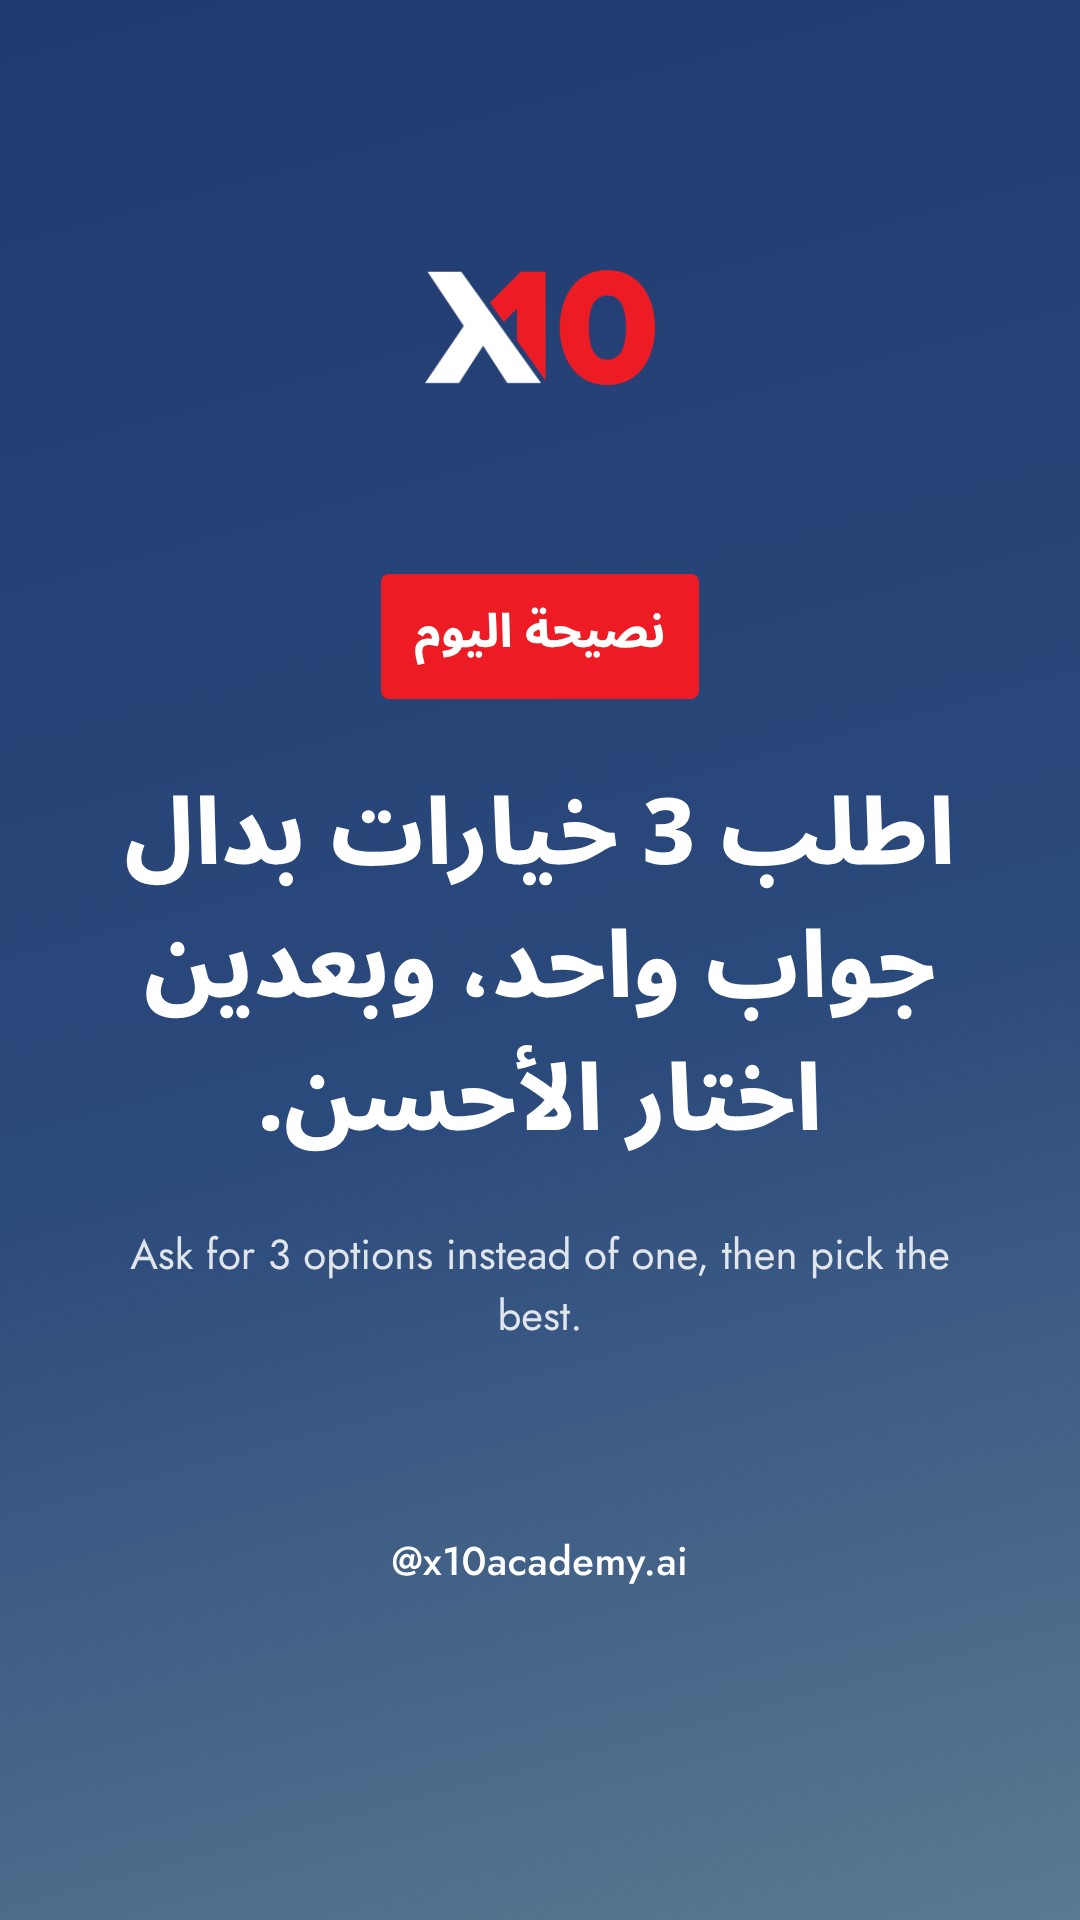 X10
نصيحة اليوم
اطلب 3 خيارات بدال
جواب واحد، وبعدين
اختار الأحسن.
Ask for 3 options instead of one, then pick the
best.
@x10academy.ai